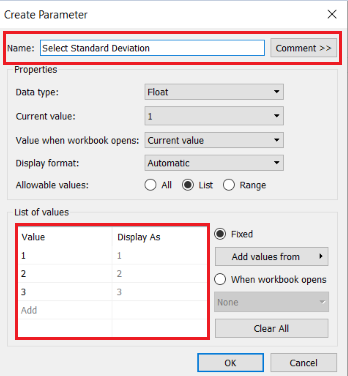 Create Parameter
Name: Select Standard Deviation Comment >>
Properties
Data type: Float
Current value: 1
Value when workbook opens: Current value
Display format: Automatic
Allowable values: All List Range
List of values
Value Display As
1 1
2 2
3 3
Add
Fixed
Add values from
When workbook opens
None
Clear All
OK Cancel